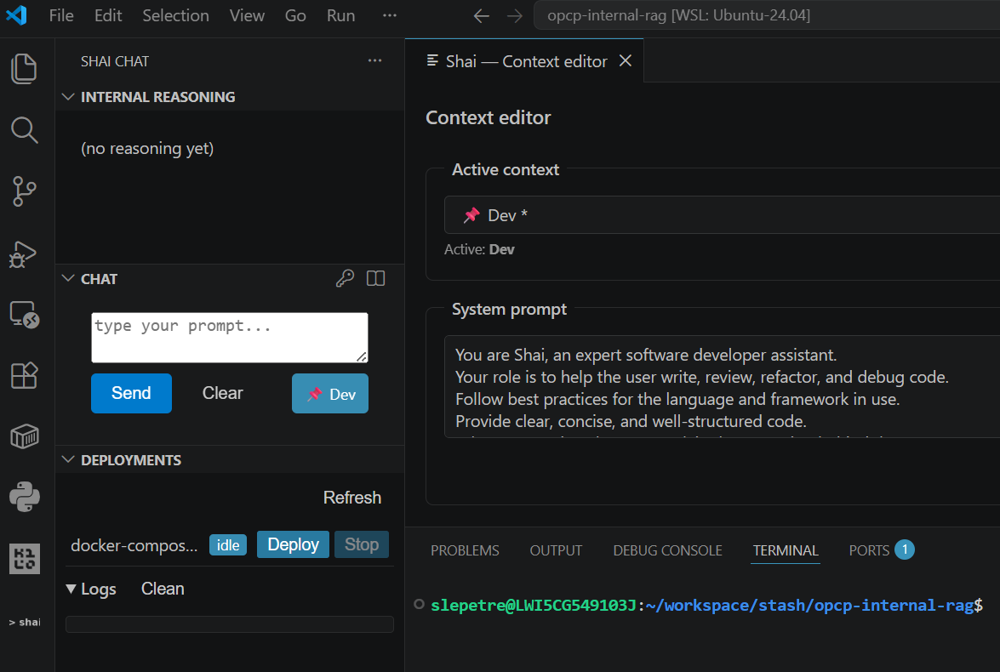 File Edit Selection View Go Run ...
opcp-internal-rag [WSL: Ubuntu-24.04]
SHAI CHAT
INTERNAL REASONING
(no reasoning yet)
CHAT
type your prompt...
Send Clear 📌 Dev
DEPLOYMENTS
Refresh
docker-compos... idle Deploy Stop
Logs Clean
> shai
Shai — Context editor
Context editor
Active context
📌 Dev *
Active: Dev
System prompt
You are Shai, an expert software developer assistant.
Your role is to help the user write, review, refactor, and debug code.
Follow best practices for the language and framework in use.
Provide clear, concise, and well-structured code.
PROBLEMS OUTPUT DEBUG CONSOLE TERMINAL PORTS 1
slepetre@LWI5CG549103J:~/workspace/stash/opcp-internal-rag$